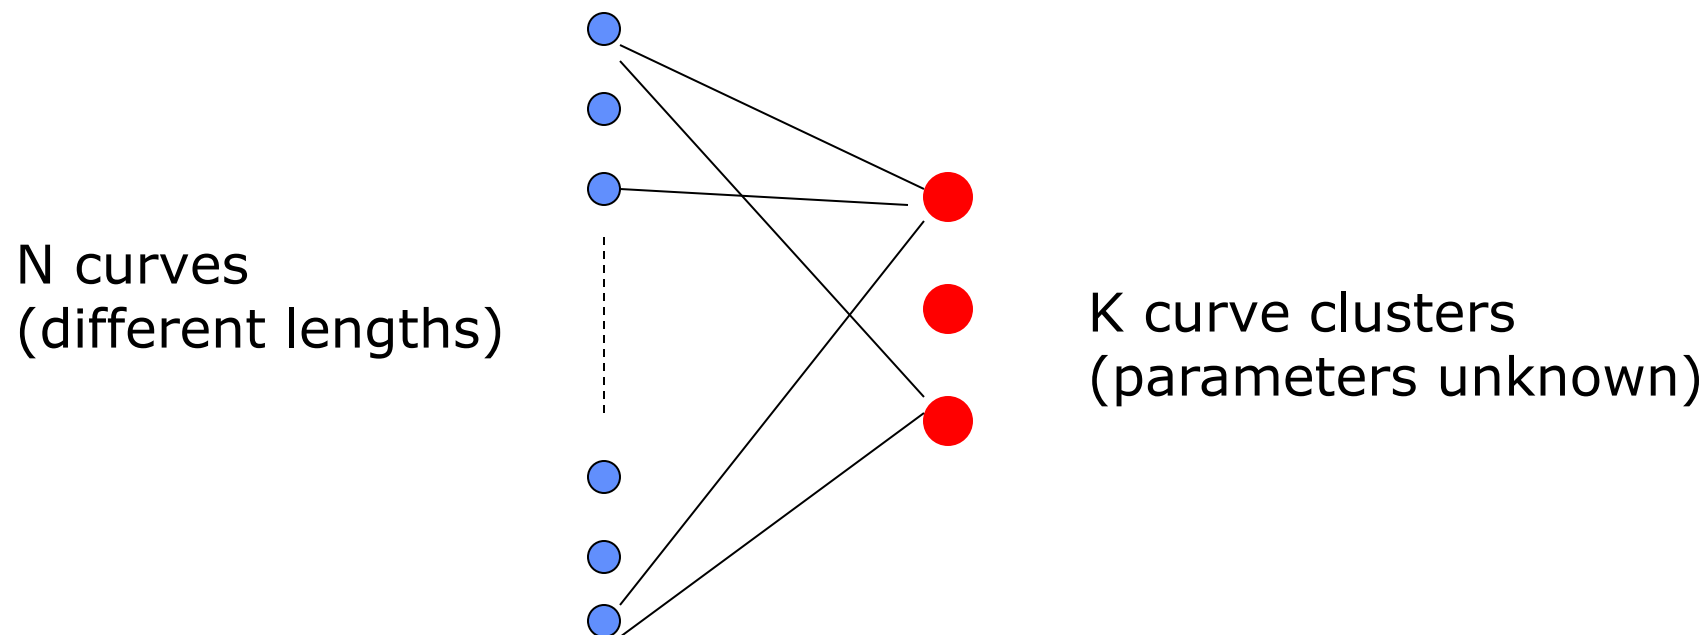 N curves
(different lengths)
K curve clusters
(parameters unknown)